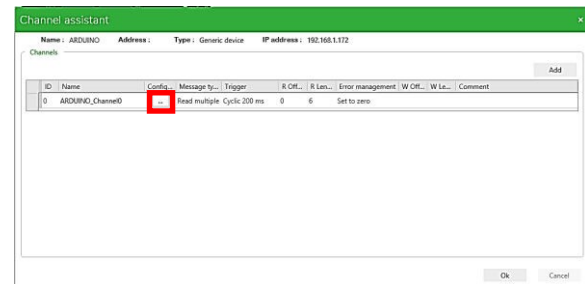 Channel assistant ×
Name : ARDUINO Address : Type : Generic device IP address : 192.168.1.172
Channels
Add
ID Name Config... Message ty... Trigger R Off... R Len... Error management W Off... W Le... Comment
0 ARDUINO_Channel0 ... Read multiple Cyclic 200 ms 0 6 Set to zero
Ok Cancel